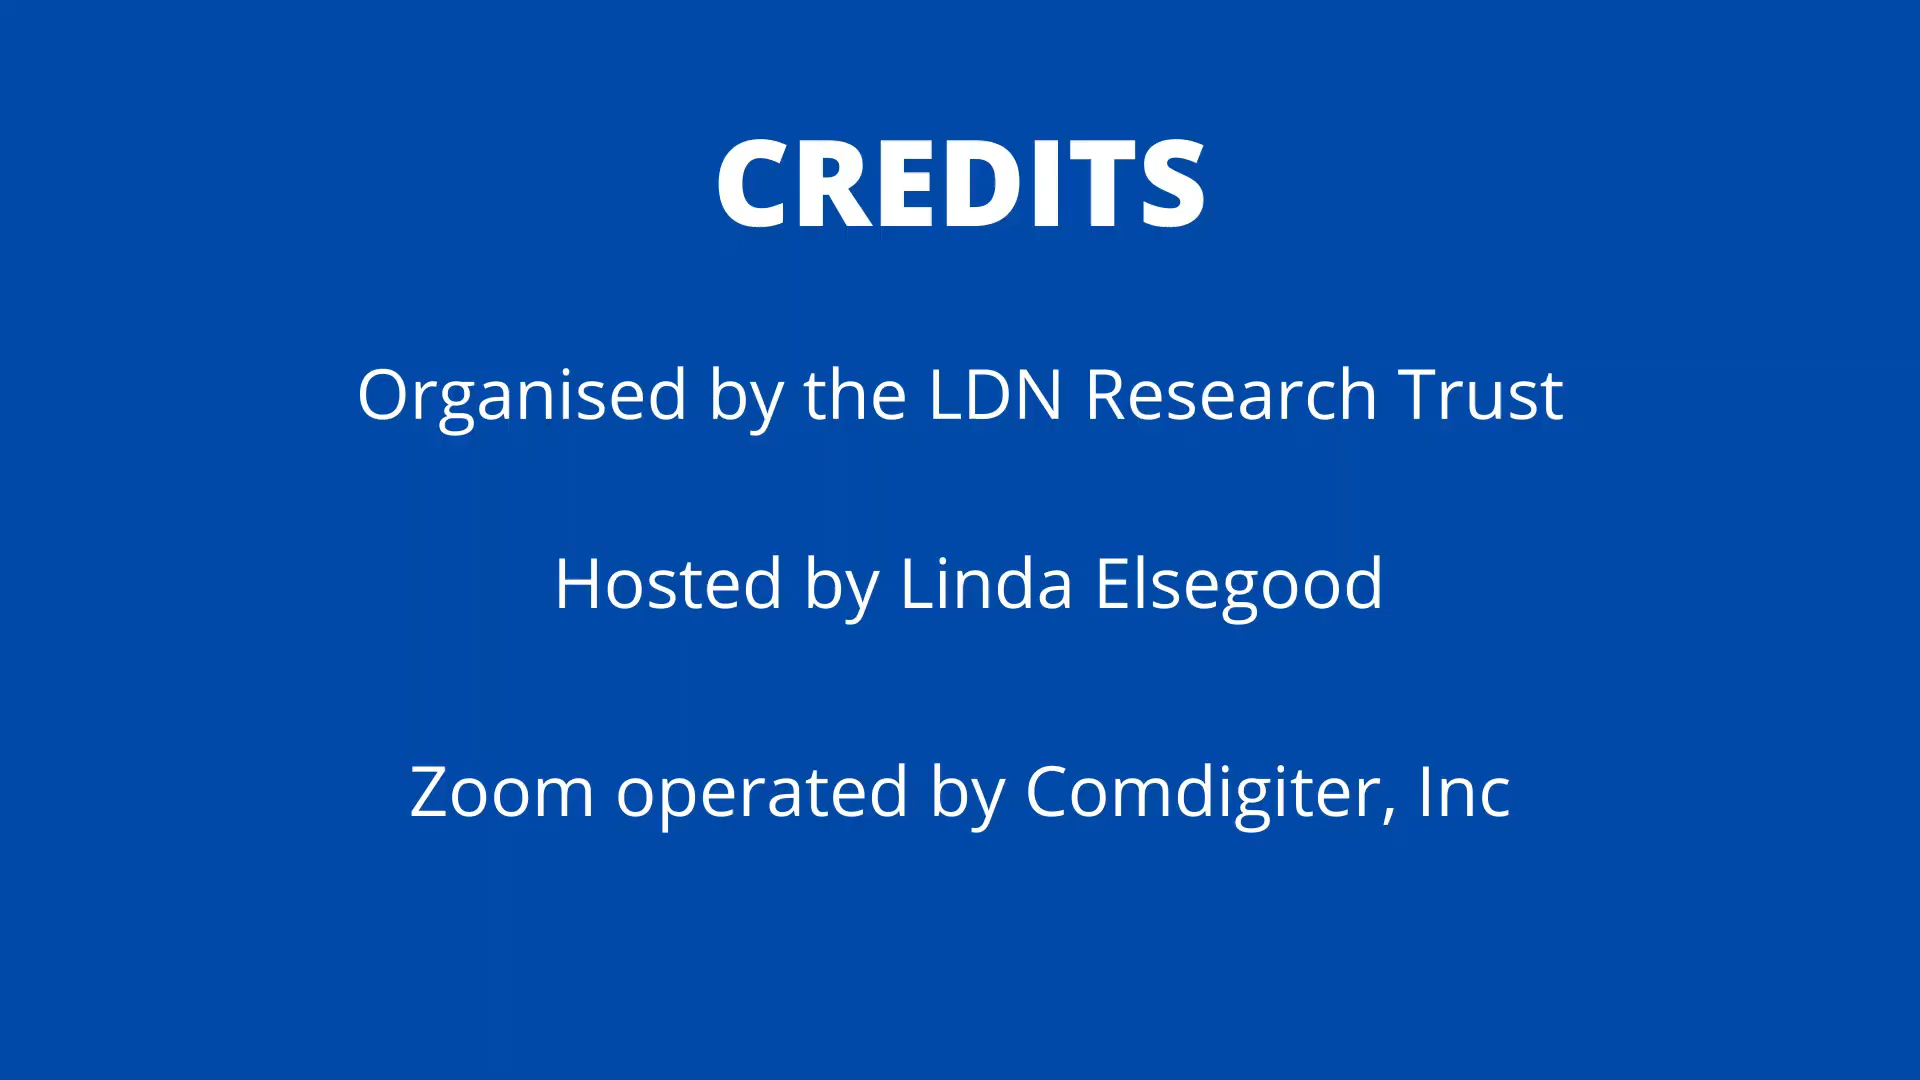 CREDITS
Organised by the LDN Research Trust
Hosted by Linda Elsegood
Zoom operated by Comdigiter, Inc